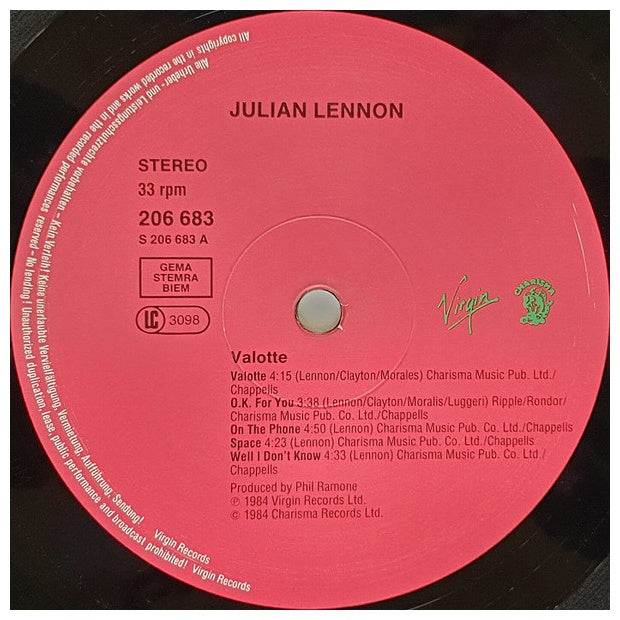 JULIAN LENNON
STEREO
33 rpm
206 683
S 206 683 A
GEMA
STEMRA
BIEM
LC 3098
Virgin
CHARISMA
Valotte
Valotte 4:15 (Lennon/Clayton/Morales) Charisma Music Pub. Ltd./
Chappells
O.K. For You 3:38 (Lennon/Clayton/Moralis/Luggeri) Ripple/Rondor/
Charisma Music Pub. Co. Ltd./Chappells
On The Phone 4:50 (Lennon) Charisma Music Pub. Co. Ltd./Chappells
Space 4:23 (Lennon) Charisma Music Pub. Co. Ltd./Chappells
Well I Don't Know 4:33 (Lennon) Charisma Music Pub. Co. Ltd./
Chappells
Produced by Phil Ramone
℗ 1984 Virgin Records Ltd.
© 1984 Charisma Records Ltd.
Alle Urheber- und Leistungsschutzrechte vorbehalten – Kein Verleih! Keine unerlaubte Vervielfältigung, Vermietung, Aufführung, Sendung! Virgin Records
All copyrights in the recorded works and in the recorded performances reserved – No lending! Unauthorized duplication, lease, public performance and broadcast prohibited! Virgin Records